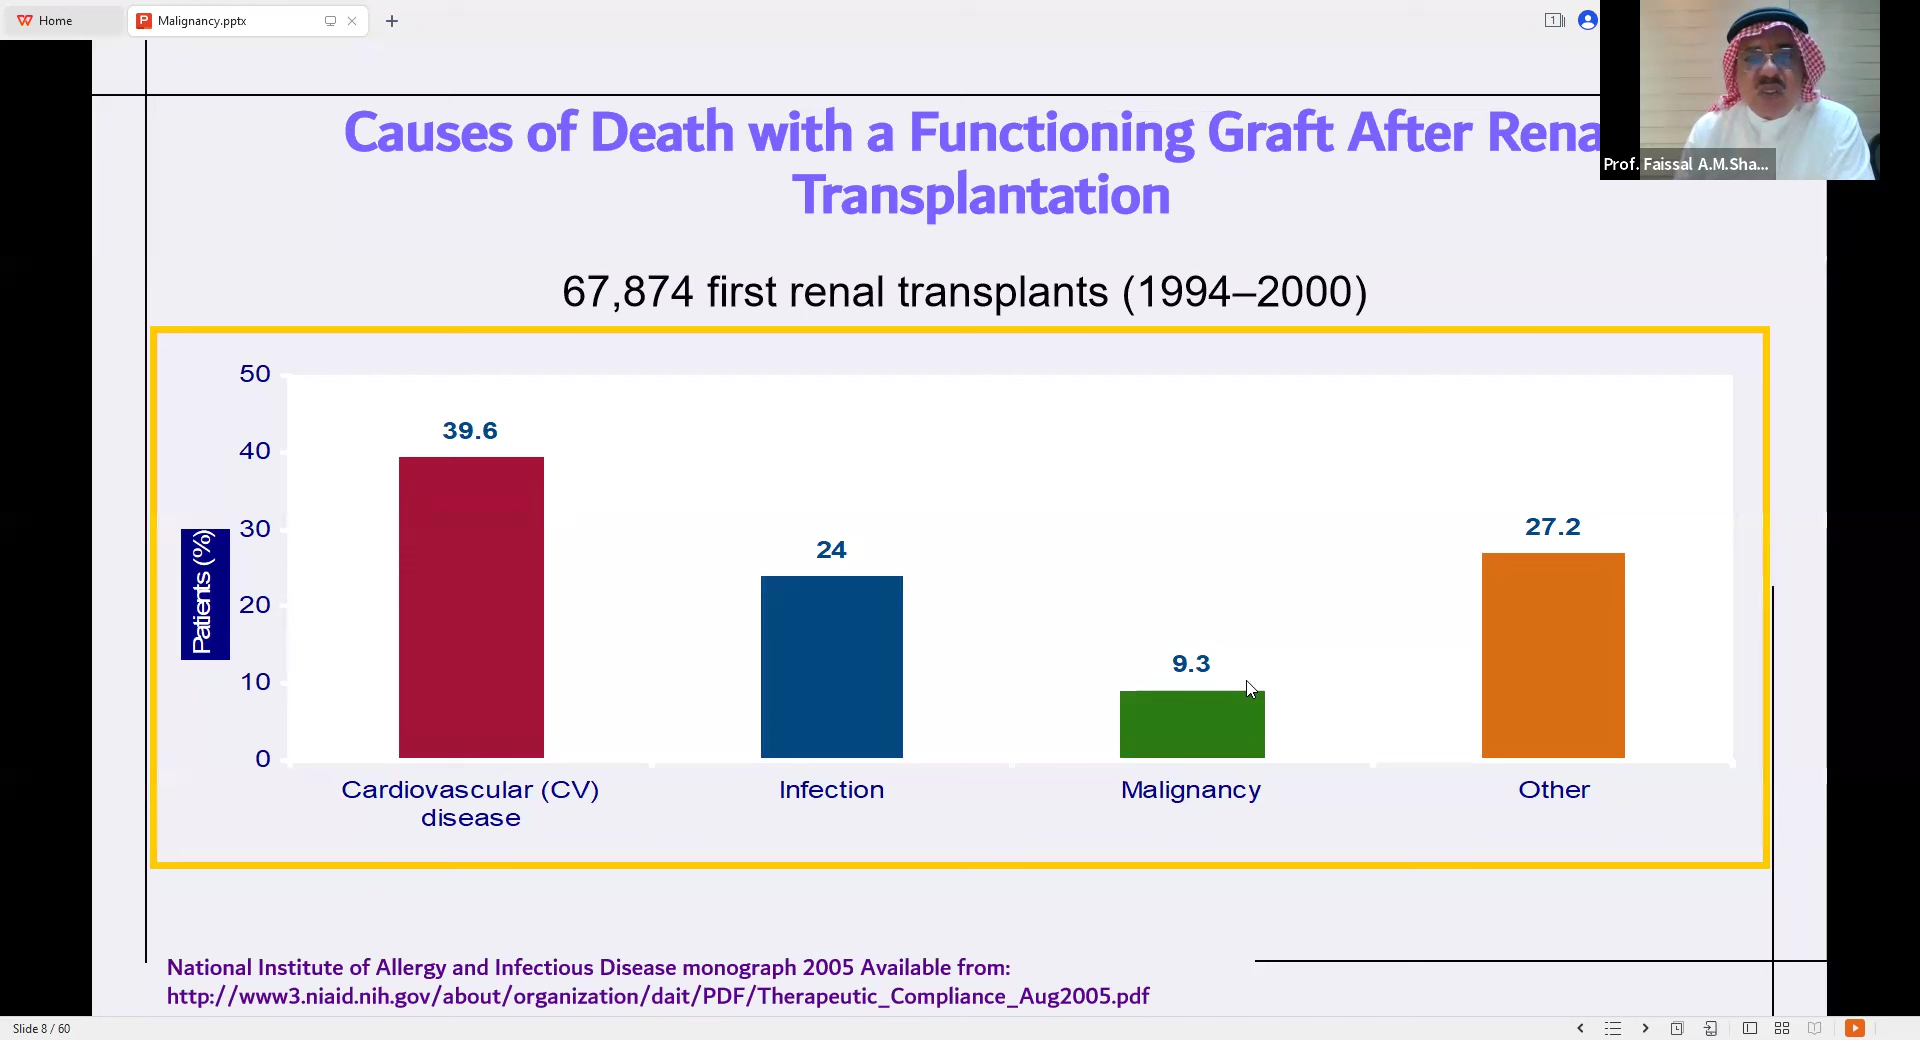 Home
Malignancy.pptx
1
Causes of Death with a Functioning Graft After Rena
Transplantation
Prof. Faissal A.M.Sha...
67,874 first renal transplants (1994–2000)
50
40
30
20
10
0
Patients (%)
39.6
24
9.3
27.2
Cardiovascular (CV)
disease
Infection
Malignancy
Other
National Institute of Allergy and Infectious Disease monograph 2005 Available from:
http://www3.niaid.nih.gov/about/organization/dait/PDF/Therapeutic_Compliance_Aug2005.pdf
Slide 8 / 60